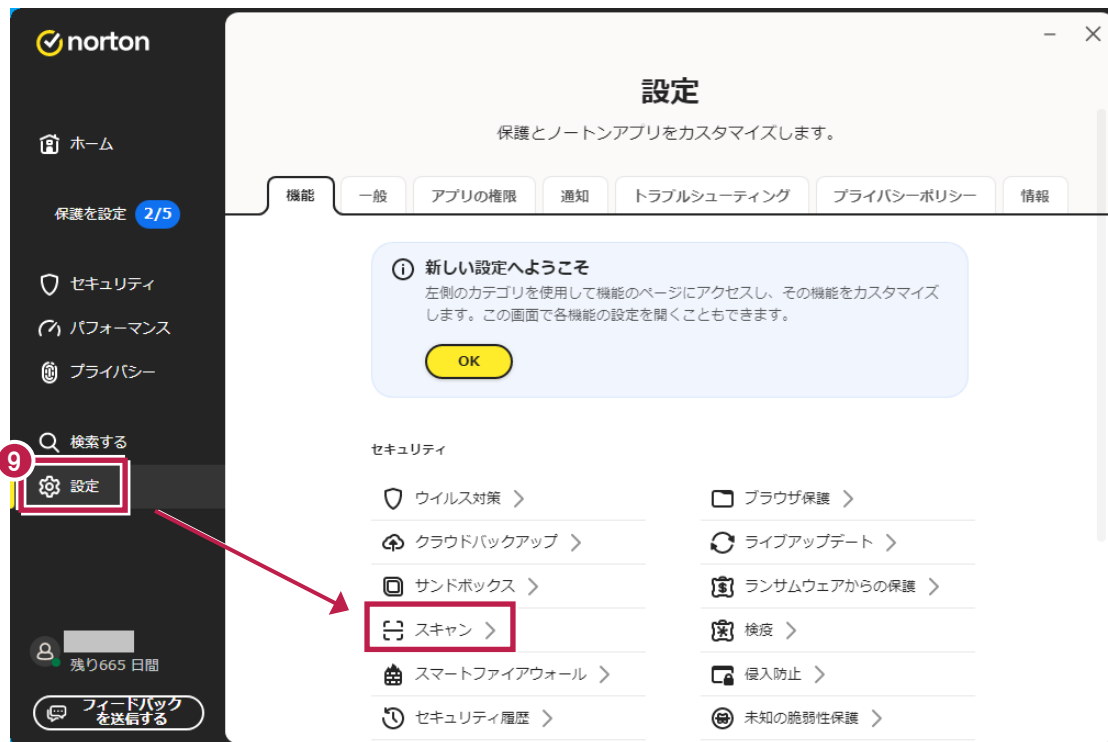 norton
設定
保護とノートンアプリをカスタマイズします。
ホーム
保護を設定 2/5
セキュリティ
パフォーマンス
プライバシー
検索する
9
設定
残り665 日間
フィードバック
を送信する
機能 一般 アプリの権限 通知 トラブルシューティング プライバシーポリシー 情報
新しい設定へようこそ
左側のカテゴリを使用して機能のページにアクセスし、その機能をカスタマイズ
します。この画面で各機能の設定を開くこともできます。
OK
セキュリティ
ウイルス対策 ブラウザ保護
クラウドバックアップ ライブアップデート
サンドボックス ランサムウェアからの保護
スキャン 検疫
スマートファイアウォール 侵入防止
セキュリティ履歴 未知の脆弱性保護